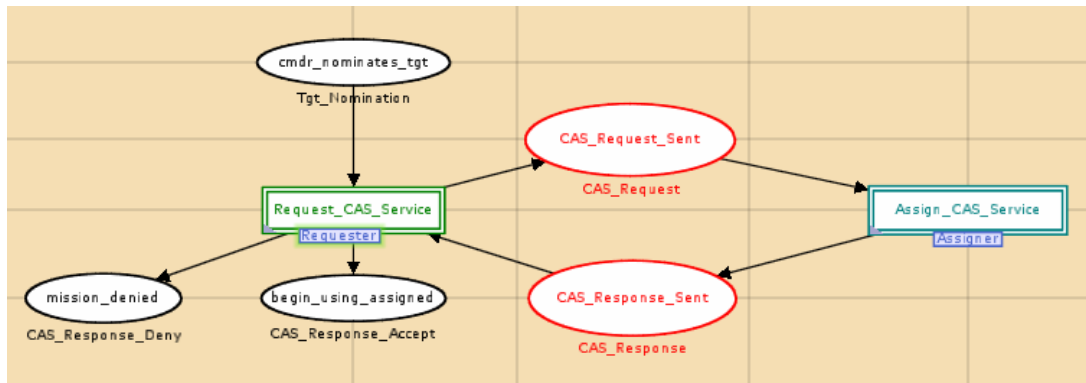 cmdr_nominates_tgt
Tgt_Nomination
CAS_Request_Sent
CAS_Request
Request_CAS_Service
Requester
Assign_CAS_Service
Assigner
mission_denied
CAS_Response_Deny
begin_using_assigned
CAS_Response_Accept
CAS_Response_Sent
CAS_Response